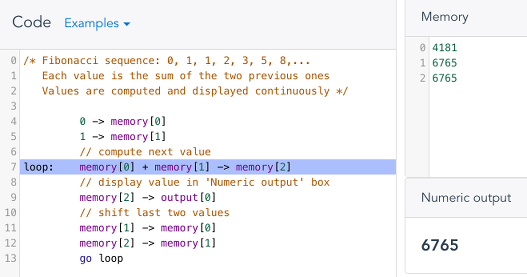 Code Examples
0 /* Fibonacci sequence: 0, 1, 1, 2, 3, 5, 8,...
1 Each value is the sum of the two previous ones
2 Values are computed and displayed continuously */
3
4 0 -> memory[0]
5 1 -> memory[1]
6 // compute next value
7 loop: memory[0] + memory[1] -> memory[2]
8 // display value in 'Numeric output' box
9 memory[2] -> output[0]
10 // shift last two values
11 memory[1] -> memory[0]
12 memory[2] -> memory[1]
13 go loop
Memory
0 4181
1 6765
2 6765
Numeric output
6765